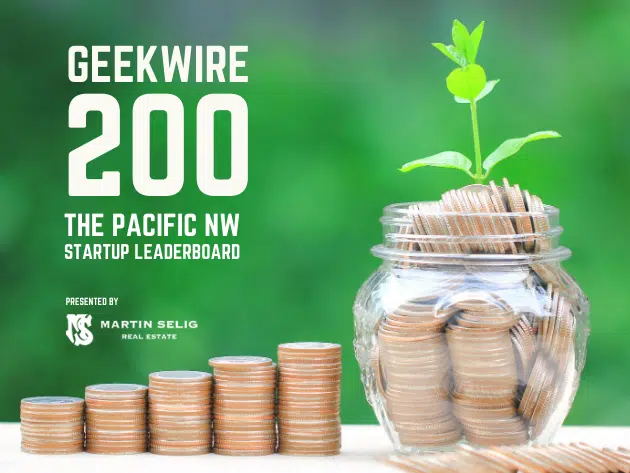 GEEKWIRE
200
THE PACIFIC NW
STARTUP LEADERBOARD
PRESENTED BY
MARTIN SELIG
REAL ESTATE